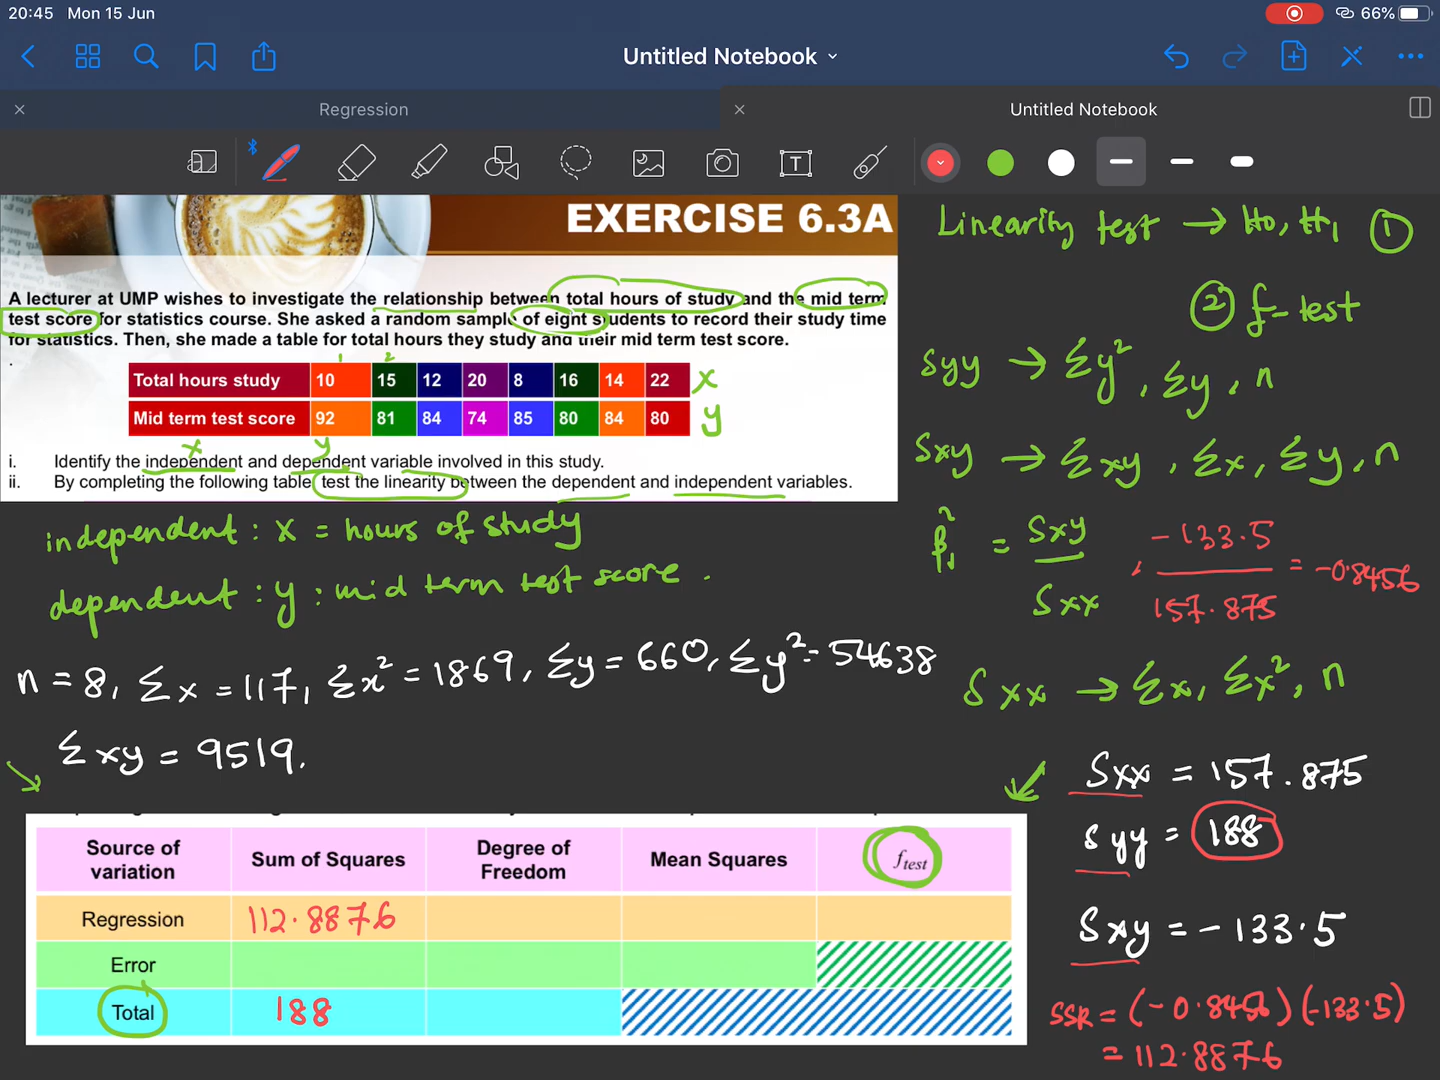 20:45 Mon 15 Jun
66%
Untitled Notebook
Regression
Untitled Notebook
EXERCISE 6.3A
A lecturer at UMP wishes to investigate the relationship between total hours of study and the mid term
test score for statistics course. She asked a random sample of eight students to record their study time
for statistics. Then, she made a table for total hours they study and their mid term test score.
1 2
Total hours study 10 15 12 20 8 16 14 22 x
Mid term test score 92 81 84 74 85 80 84 80 y
x y
i. Identify the independent and dependent variable involved in this study.
ii. By completing the following table test the linearity between the dependent and independent variables.
independent : x = hours of study
dependent : y : mid term test score .
n = 8, Σx = 117, Σx² = 1869, Σy = 660, Σy² = 54638
Σxy = 9519.
Source of variation Sum of Squares Degree of Freedom Mean Squares f test
Regression 112.8876
Error
Total 188
Linearity test → H0, H1 ①
② f-test
Syy → Σy², Σy, n
Sxy → Σxy, Σx, Σy, n
β̂1 = Sxy / Sxx , -133.5 / 157.875 = -0.8456
Sxx → Σx, Σx², n
Sxx = 157.875
Syy = 188
Sxy = -133.5
SSR = (-0.8456)(-133.5)
= 112.8876